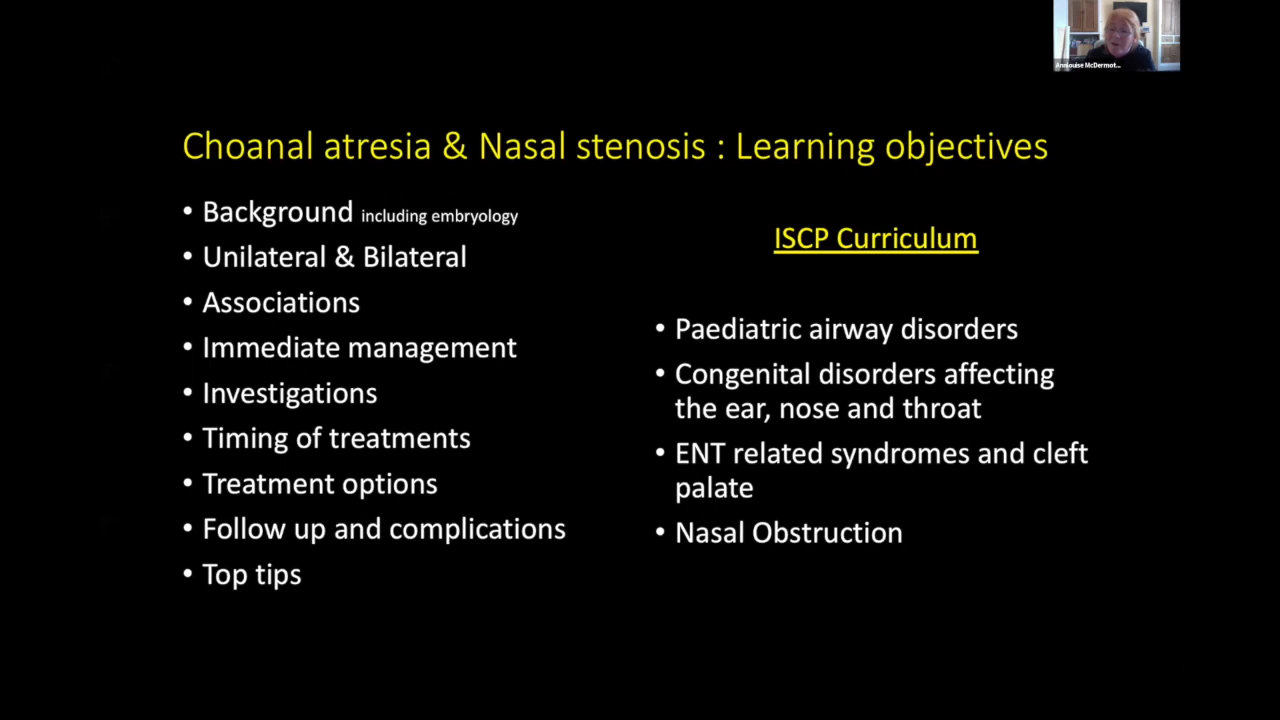 Annlouise McDermot...
Choanal atresia & Nasal stenosis : Learning objectives
• Background including embryology
• Unilateral & Bilateral
• Associations
• Immediate management
• Investigations
• Timing of treatments
• Treatment options
• Follow up and complications
• Top tips
ISCP Curriculum
• Paediatric airway disorders
• Congenital disorders affecting
the ear, nose and throat
• ENT related syndromes and cleft
palate
• Nasal Obstruction